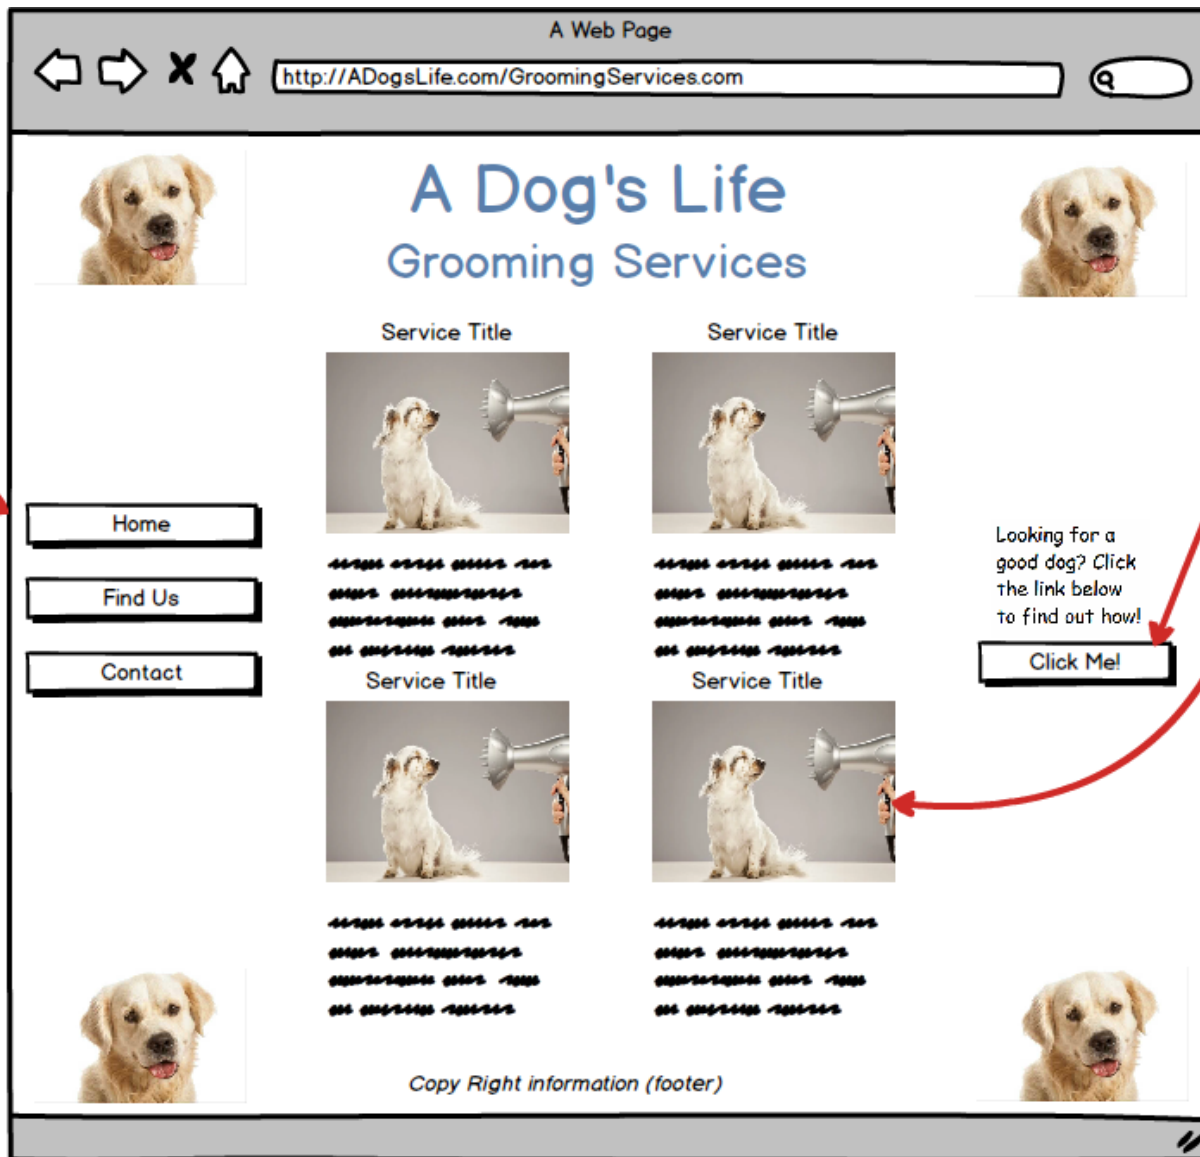 A Web Page
http://ADogsLife.com/GroomingServices.com
A Dog's Life
Grooming Services
Service Title
Service Title
Home
Find Us
Contact
Looking for a
good dog? Click
the link below
to find out how!
Click Me!
Service Title
Service Title
Copy Right information (footer)